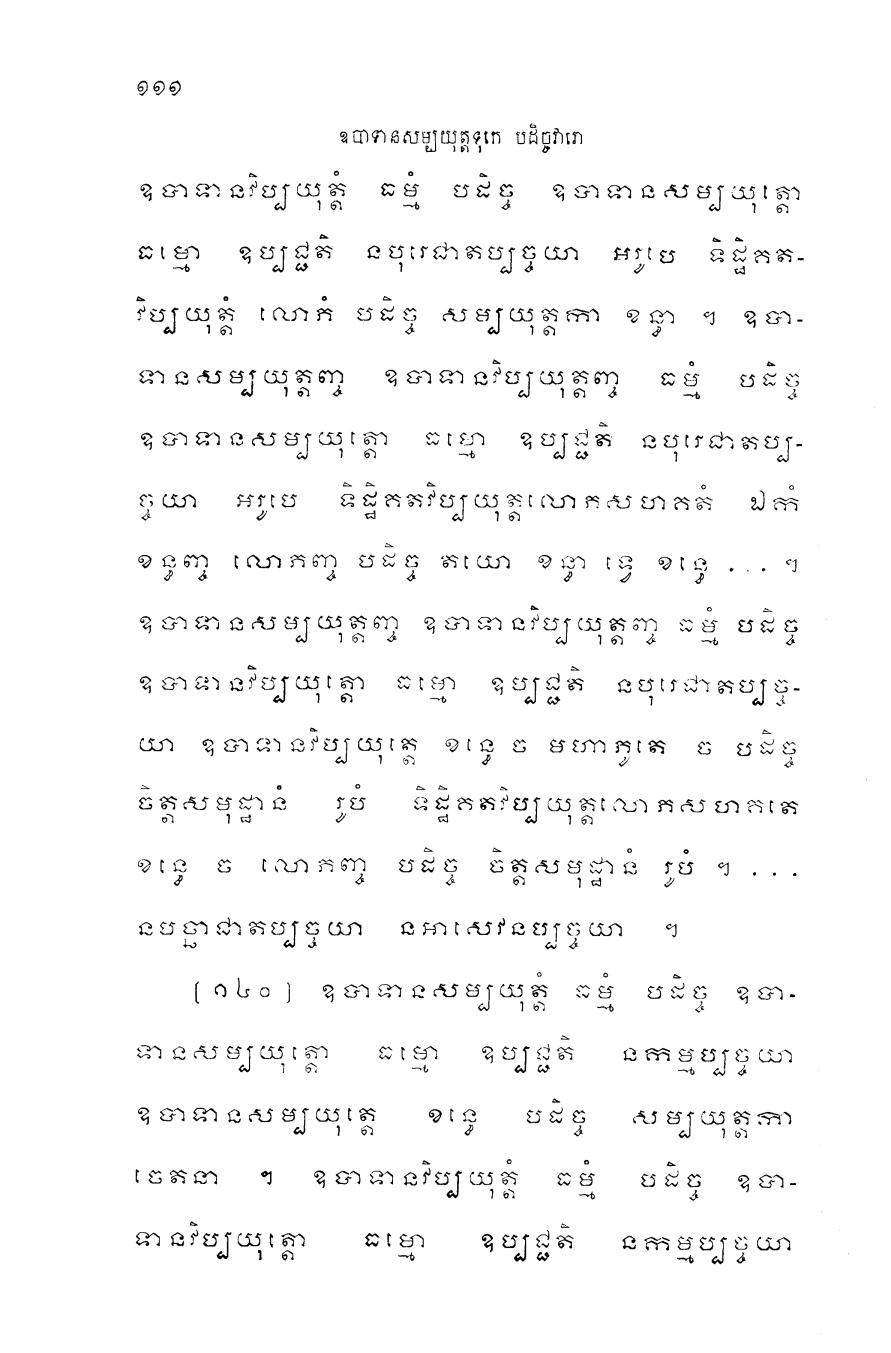 ១១១
ឧបាទានសម្បយុត្តទុកេ បដិច្ចវារោ
ឧបាទានវិប្បយុត្តំ ធម្មំ បដិច្ច ឧបាទានសម្បយុត្តោ
ធម្មោ ឧប្បជ្ជតិ នបុរេជាតប្បច្ចយា អរូបេ ទិដ្ឋិគត-
វិប្បយុត្តំ លោភំ បដិច្ច សម្បយុត្តកា ខន្ធា ។ ឧបា-
ទានសម្បយុត្តញ្ច ឧបាទានវិប្បយុត្តញ្ច ធម្មំ បដិច្ច
ឧបាទានសម្បយុត្តោ ធម្មោ ឧប្បជ្ជតិ នបុរេជាតប្ប-
ច្ចយា អរូបេ ទិដ្ឋិគតវិប្បយុត្តលោភសហគតំ ឯកំ
ខន្ធញ្ច លោភញ្ច បដិច្ច តយោ ខន្ធា ទ្វេ ខន្ធេ ... ។
ឧបាទានសម្បយុត្តញ្ច ឧបាទានវិប្បយុត្តញ្ច ធម្មំ បដិច្ច
ឧបាទានវិប្បយុត្តោ ធម្មោ ឧប្បជ្ជតិ នបុរេជាតប្បច្ច-
យា ឧបាទានវិប្បយុត្តេ ខន្ធេ ច មហាភូតេ ច បដិច្ច
ចិត្តសមុដ្ឋានំ រូបំ ទិដ្ឋិគតវិប្បយុត្តលោភសហគតេ
ខន្ធេ ច លោភញ្ច បដិច្ច ចិត្តសមុដ្ឋានំ រូបំ ។ ...
នបច្ឆាជាតប្បច្ចយា នអាសេវនប្បច្ចយា ។
[១៤០] ឧបាទានសម្បយុត្តំ ធម្មំ បដិច្ច ឧបា-
ទានសម្បយុត្តោ ធម្មោ ឧប្បជ្ជតិ នកម្មប្បច្ចយា
ឧបាទានសម្បយុត្តេ ខន្ធេ បដិច្ច សម្បយុត្តកា
ចេតនា ។ ឧបាទានវិប្បយុត្តំ ធម្មំ បដិច្ច ឧបា-
ទានវិប្បយុត្តោ ធម្មោ ឧប្បជ្ជតិ នកម្មប្បច្ចយា